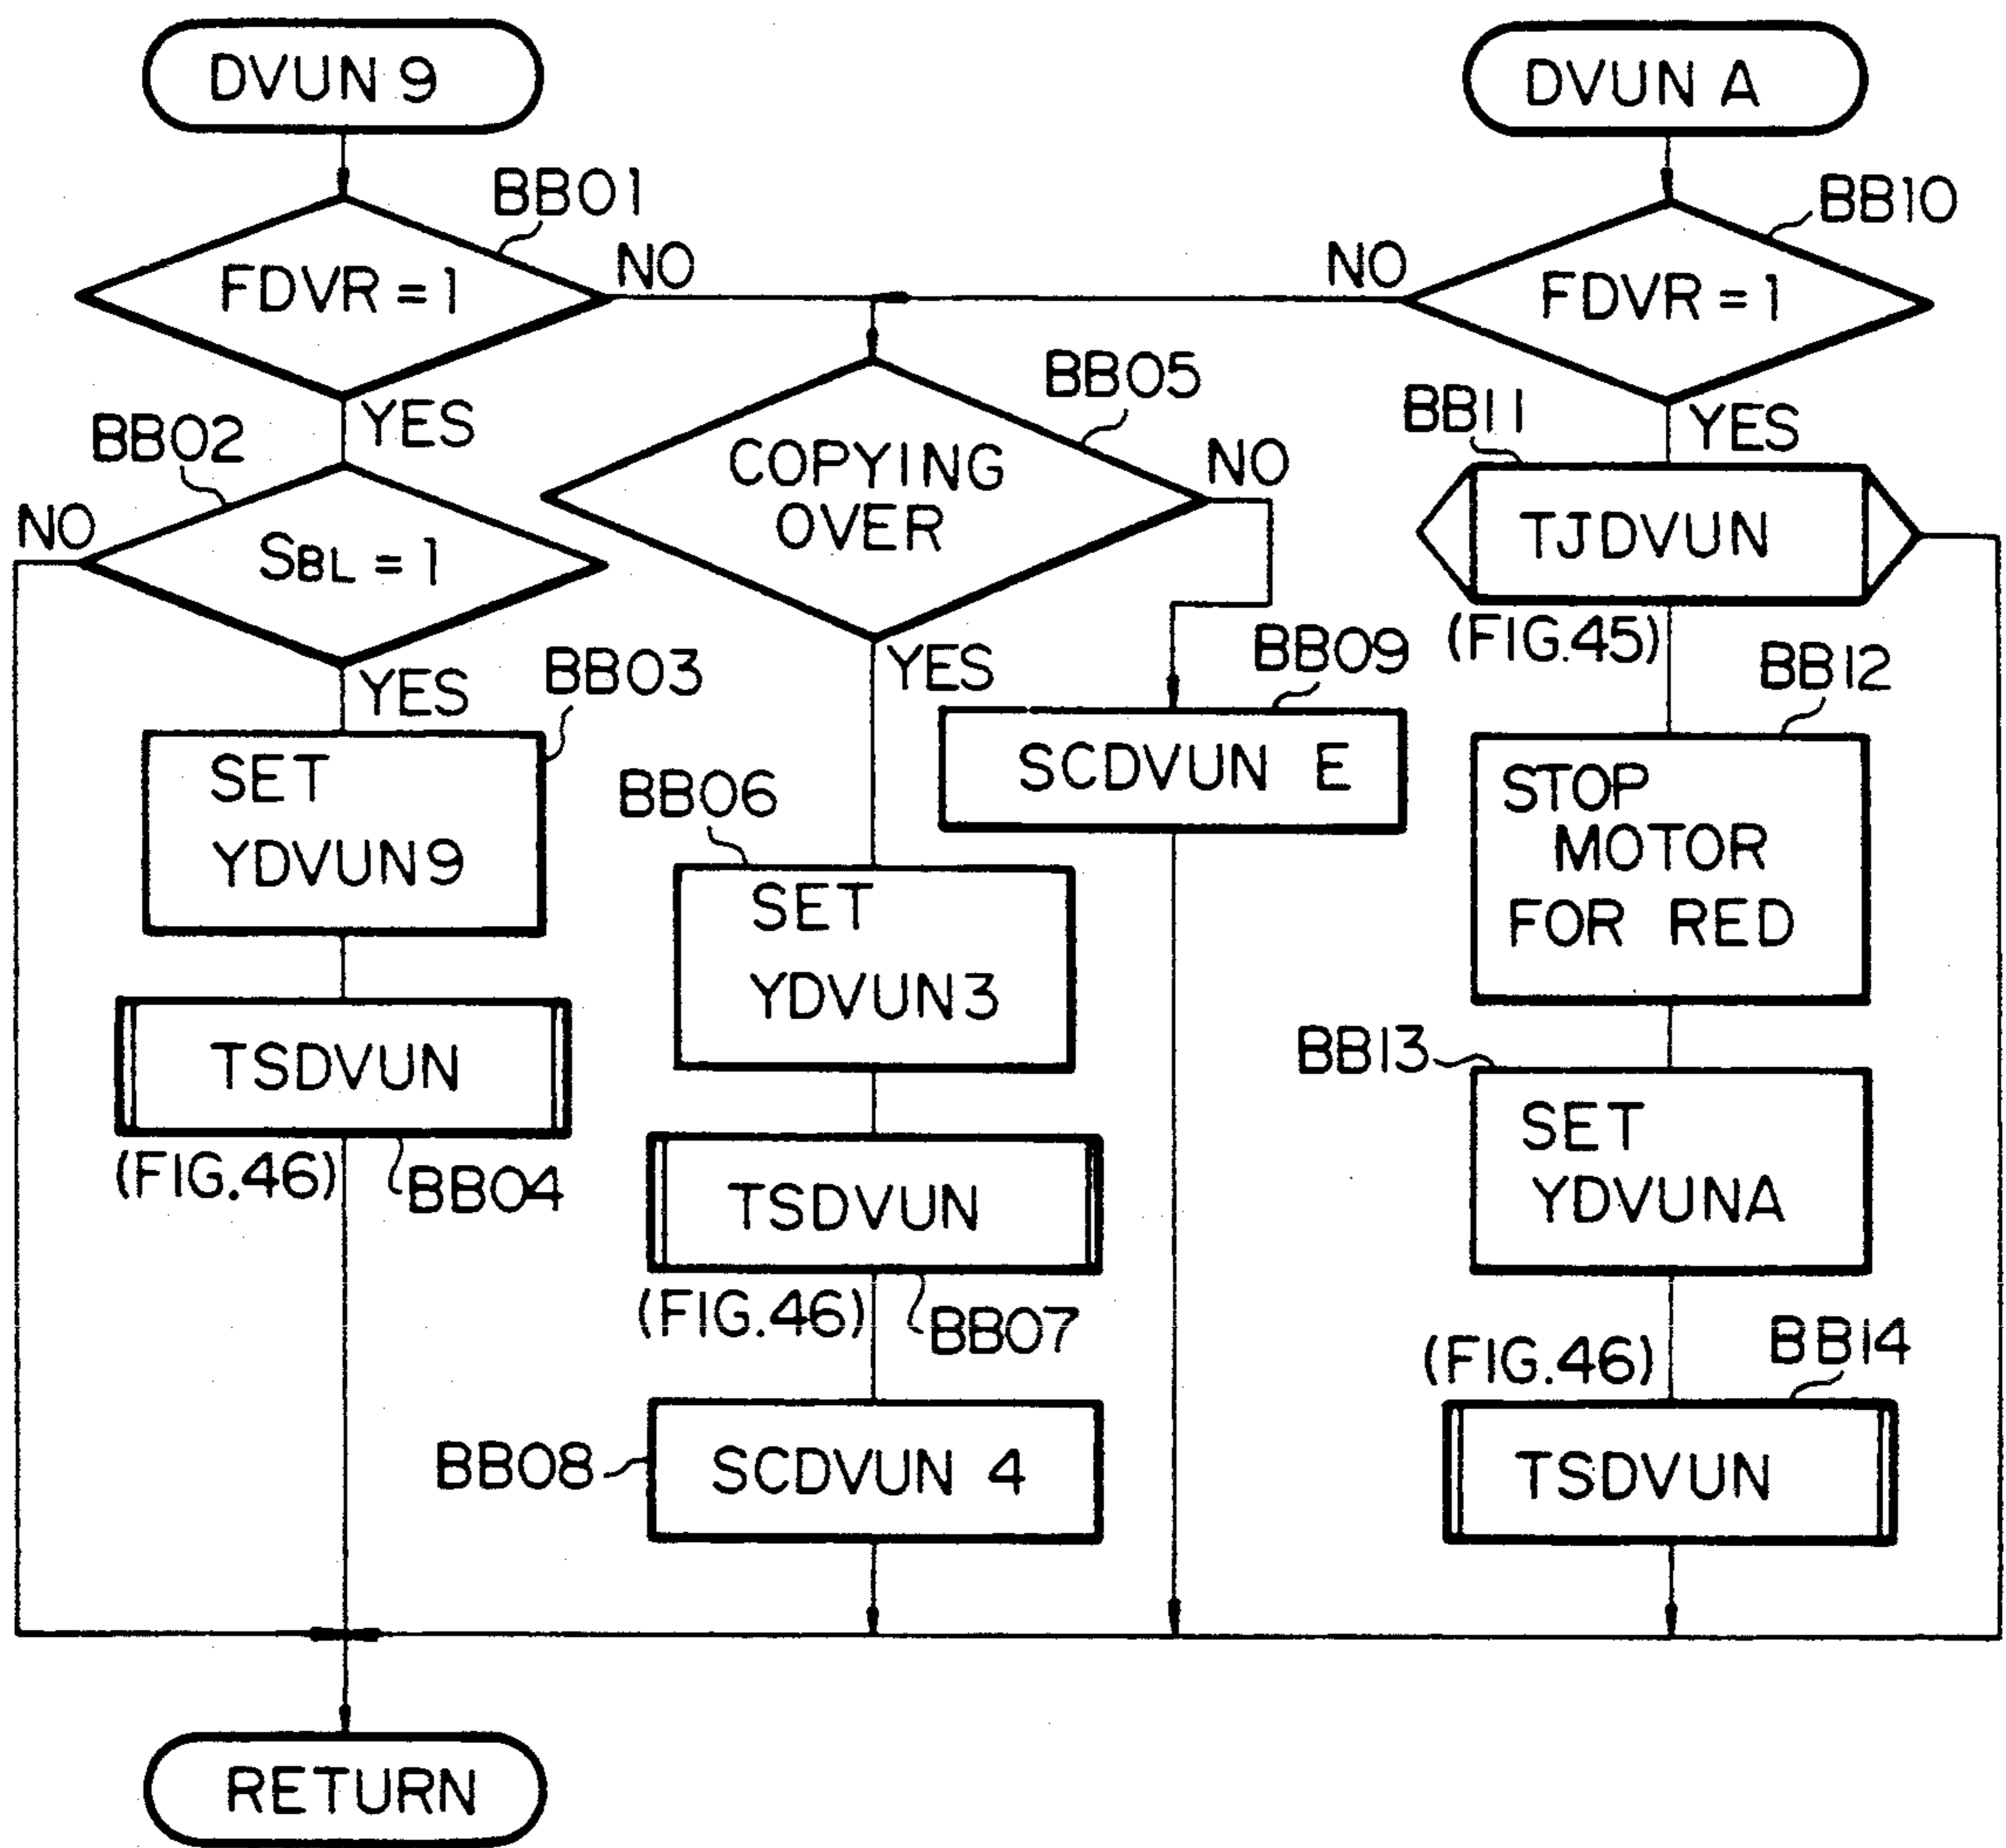 DVUN 9
DVUN A
BB01
BB10
FDVR = 1
NO
NO
FDVR = 1
YES
BB05
YES
BB02
BB11
NO
SBL = 1
COPYING
OVER
NO
TJDVUN
(FIG.45)
YES
BB03
YES
BB09
BB12
SET
YDVUN9
BB06
SCDVUN E
STOP
MOTOR
FOR RED
SET
YDVUN3
TSDVUN
(FIG.46)
BB04
BB13
SET
YDVUNA
TSDVUN
(FIG.46)
BB07
(FIG.46)
BB14
BB08
SCDVUN 4
TSDVUN
RETURN